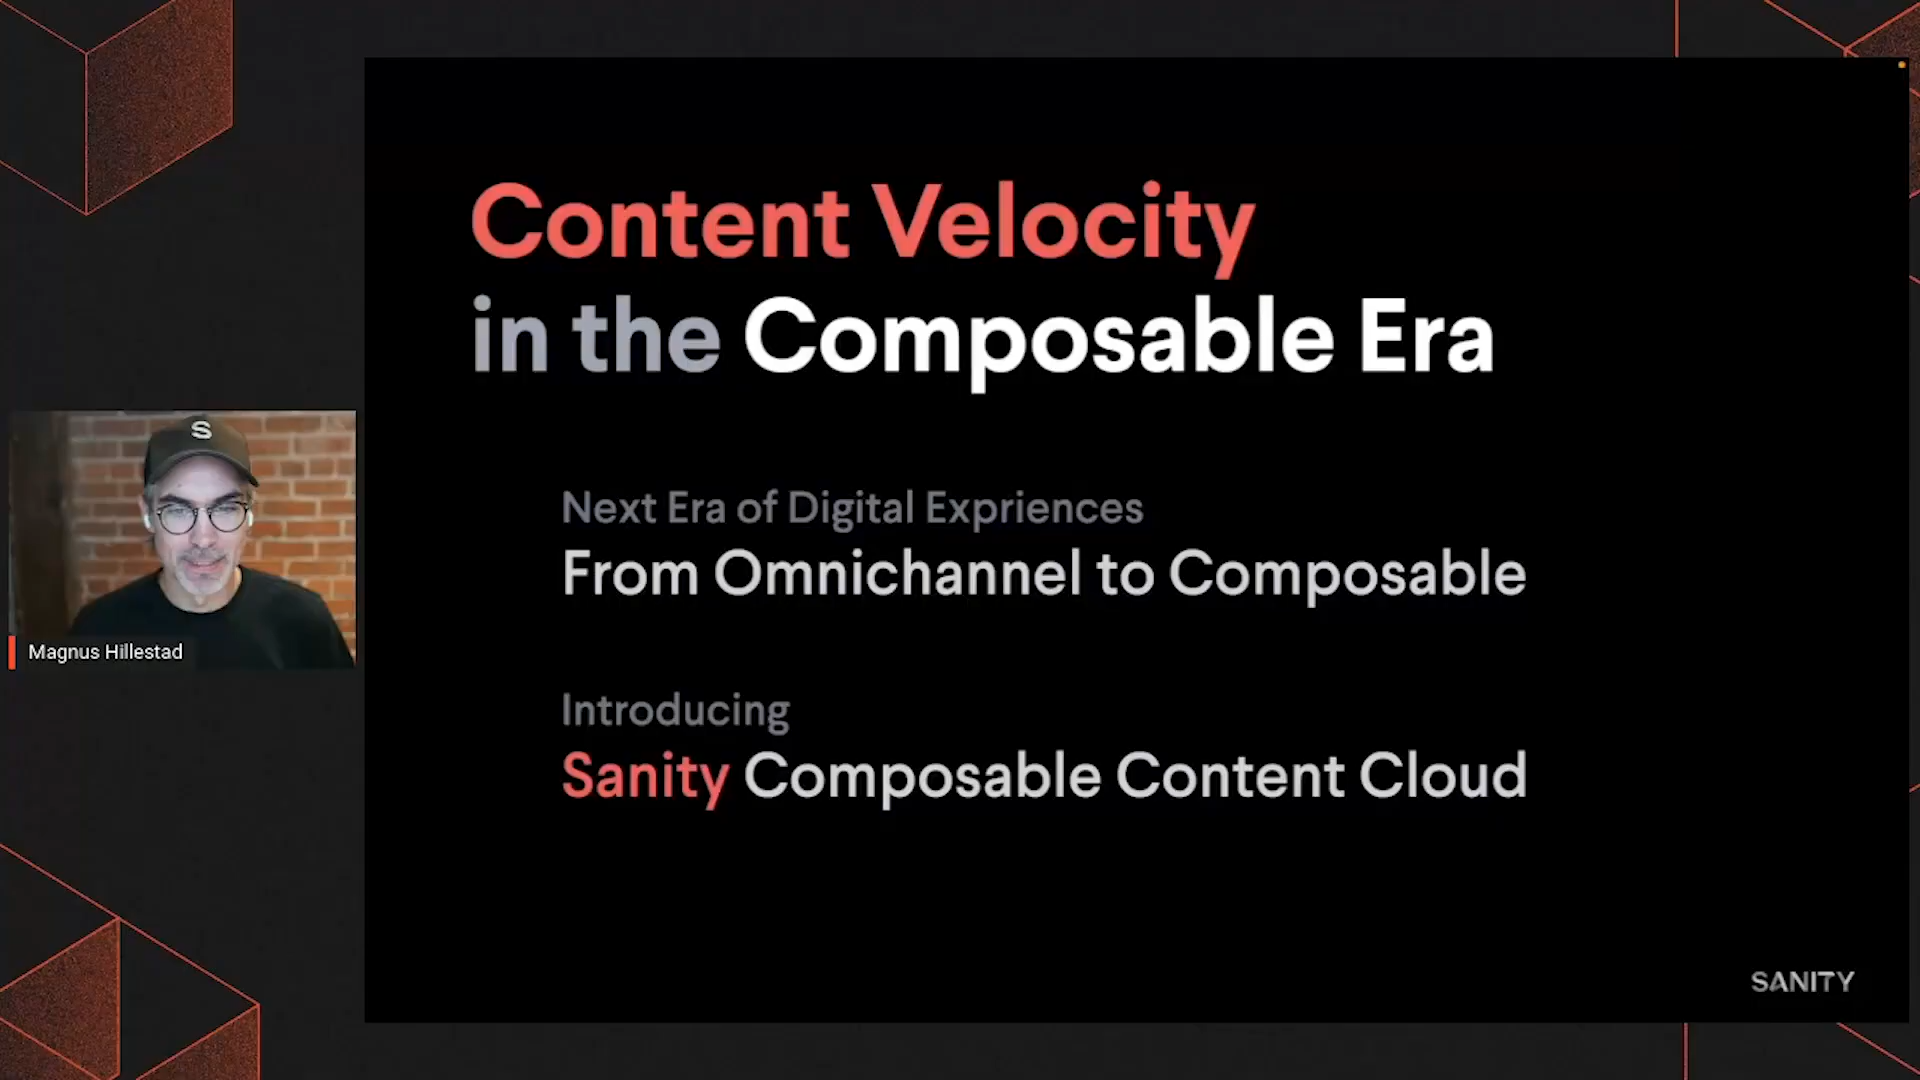 Content Velocity
in the Composable Era
Next Era of Digital Expriences
From Omnichannel to Composable
Introducing
Sanity Composable Content Cloud
S
Magnus Hillestad
SANITY